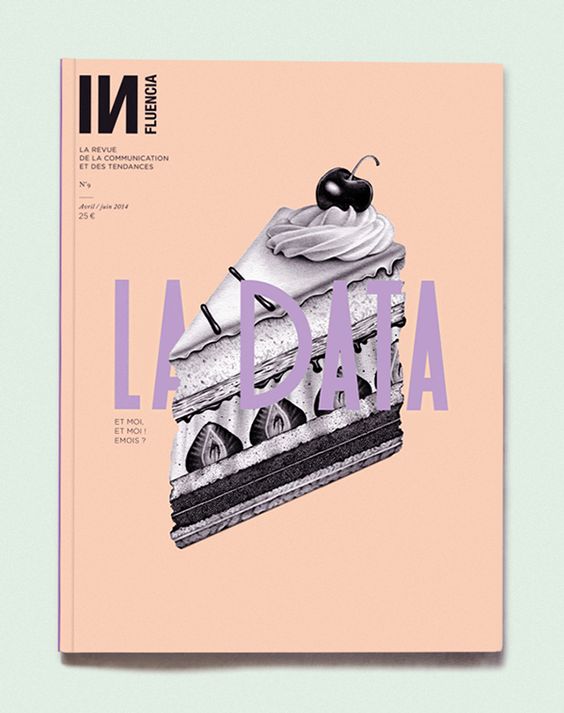 IN
FLUENCIA
LA REVUE
DE LA COMMUNICATION
ET DES TENDANCES
N°9
Avril / juin 2014
25 €
LA DATA
ET MOI,
ET MOI !
EMOIS ?